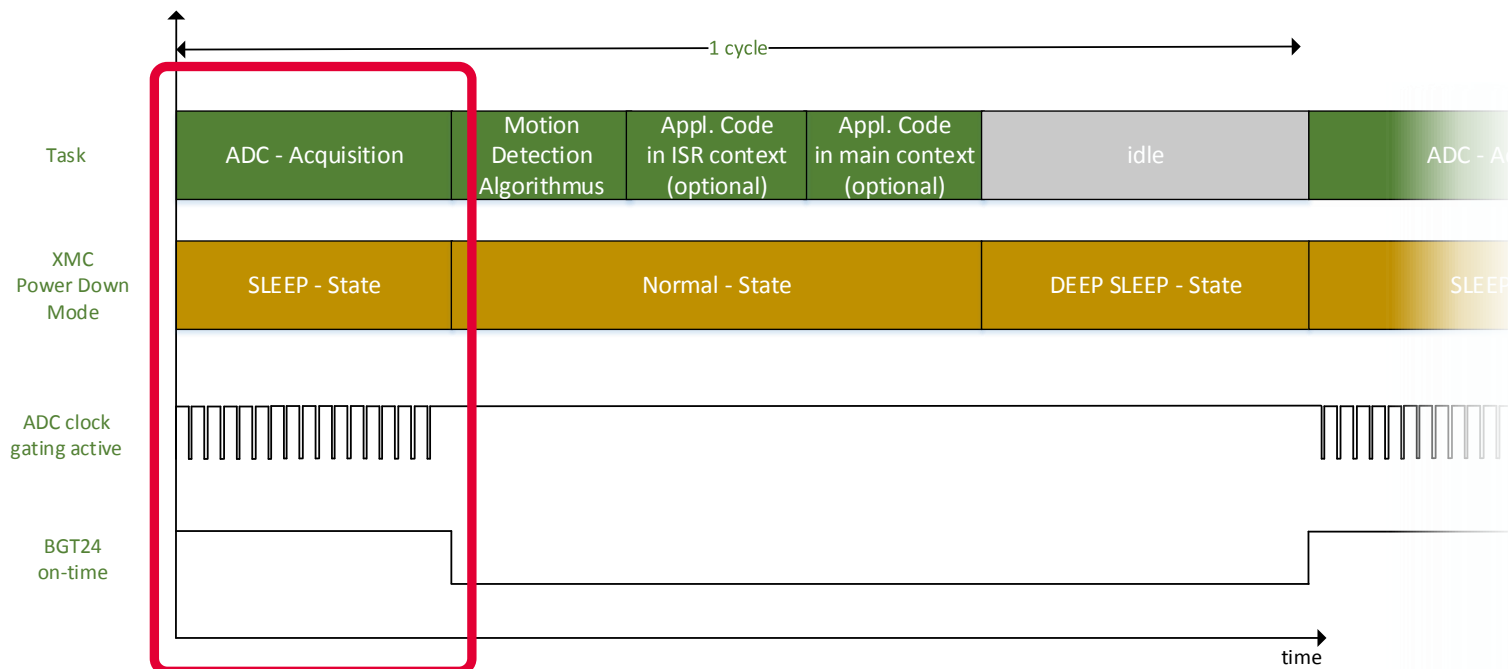 1 cycle
Task
ADC - Acquisition
Motion
Detection
Algorithmus
Appl. Code
in ISR context
(optional)
Appl. Code
in main context
(optional)
idle
ADC - A
XMC
Power Down
Mode
SLEEP - State
Normal - State
DEEP SLEEP - State
SLEEP
ADC clock
gating active
BGT24
on-time
time